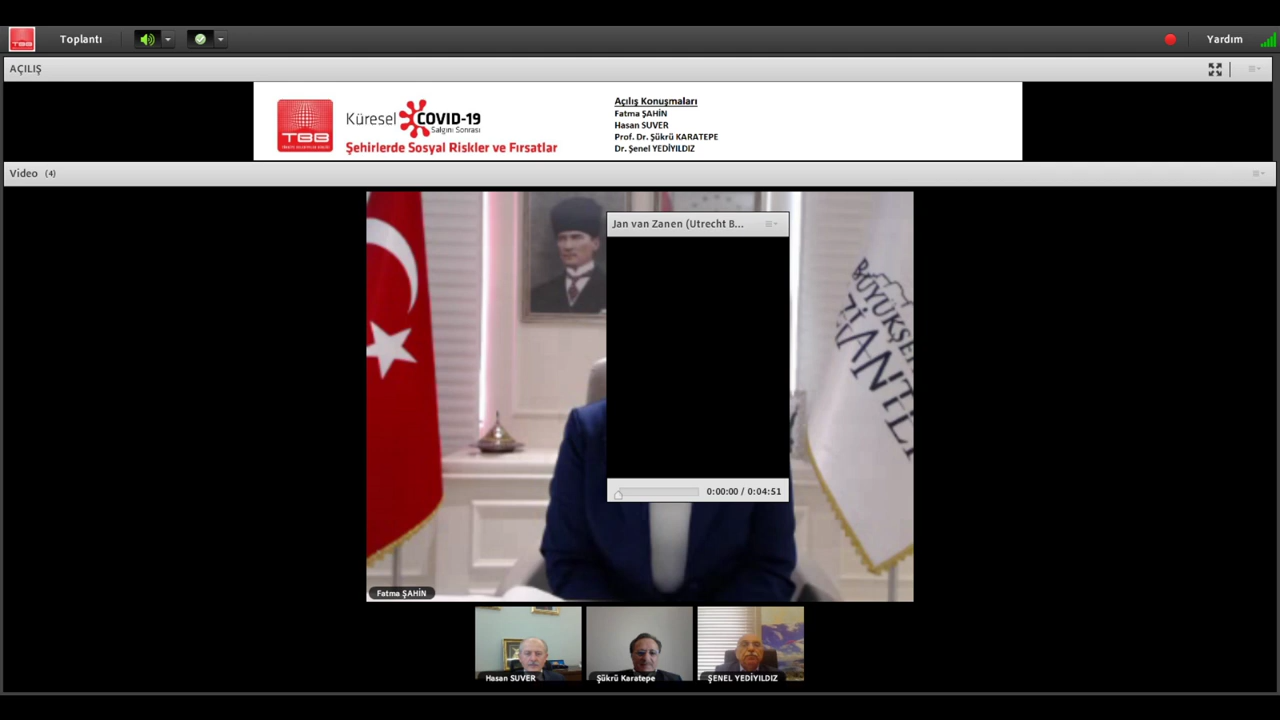 TBB
Toplantı
Yardım
AÇILIŞ
TBB
Küresel COVID-19
Salgını Sonrası
Şehirlerde Sosyal Riskler ve Fırsatlar
Açılış Konuşmaları
Fatma ŞAHİN
Hasan SUVER
Prof. Dr. Şükrü KARATEPE
Dr. Şenel YEDİYILDIZ
Video (4)
Jan van Zanen (Utrecht B...
0:00:00 / 0:04:51
Fatma ŞAHİN
Hasan SUVER
Şükrü Karatepe
ŞENEL YEDİYILDIZ